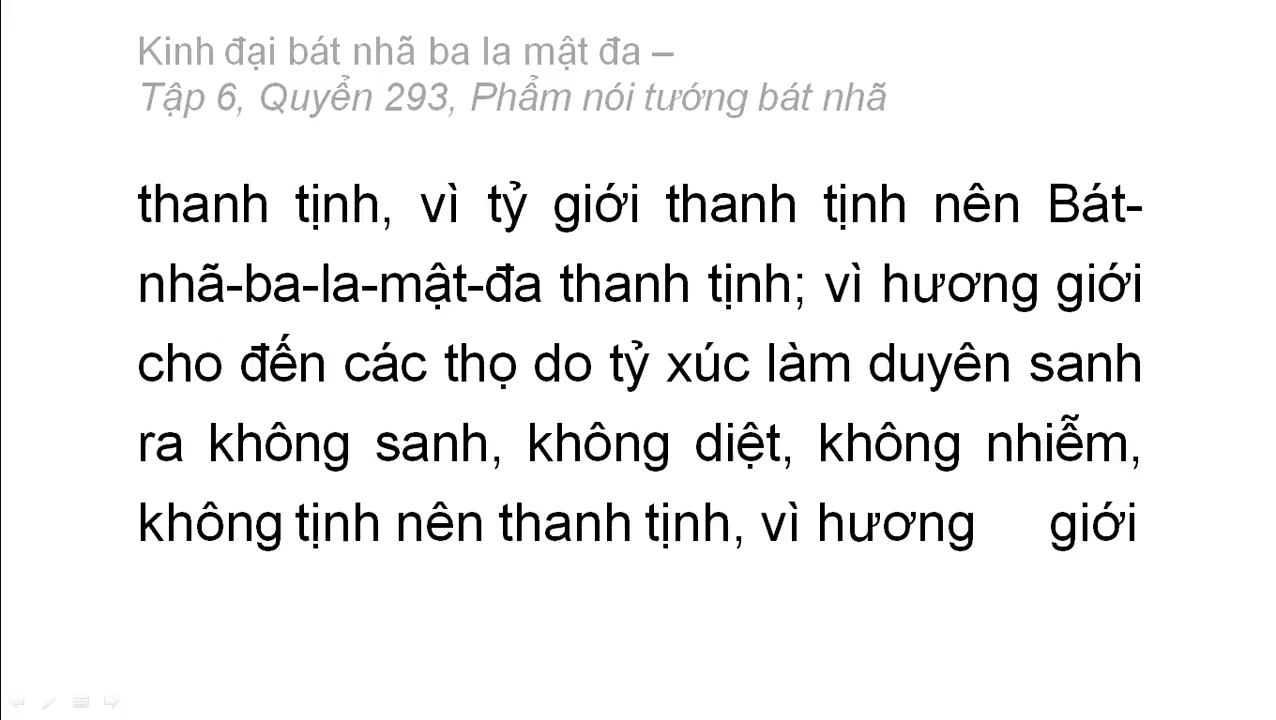 Kinh đại bát nhã ba la mật đa –
Tập 6, Quyển 293, Phẩm nói tướng bát nhã
thanh tịnh, vì tỷ giới thanh tịnh nên Bát-
nhã-ba-la-mật-đa thanh tịnh; vì hương giới
cho đến các thọ do tỷ xúc làm duyên sanh
ra không sanh, không diệt, không nhiễm,
không tịnh nên thanh tịnh, vì hương giới